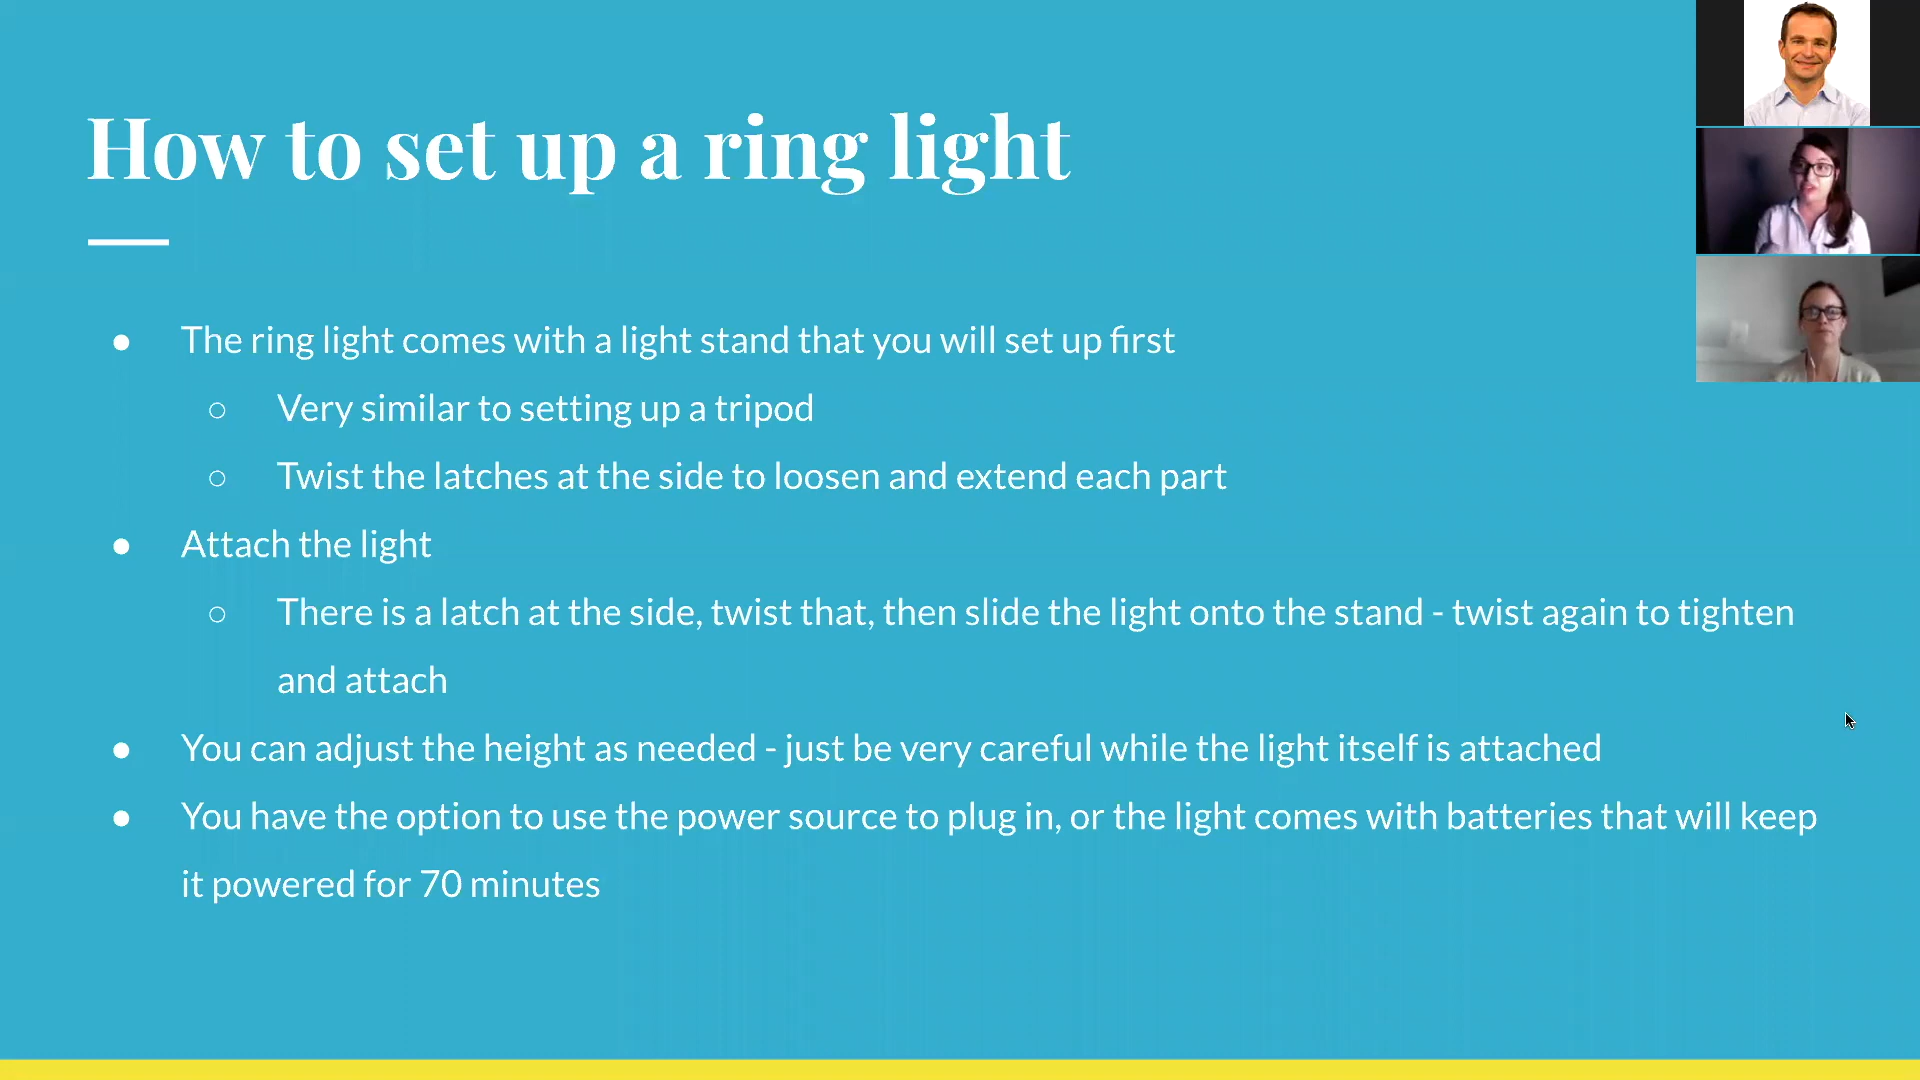 How to set up a ring light
● The ring light comes with a light stand that you will set up first
○ Very similar to setting up a tripod
○ Twist the latches at the side to loosen and extend each part
● Attach the light
○ There is a latch at the side, twist that, then slide the light onto the stand - twist again to tighten
and attach
● You can adjust the height as needed - just be very careful while the light itself is attached
● You have the option to use the power source to plug in, or the light comes with batteries that will keep
it powered for 70 minutes